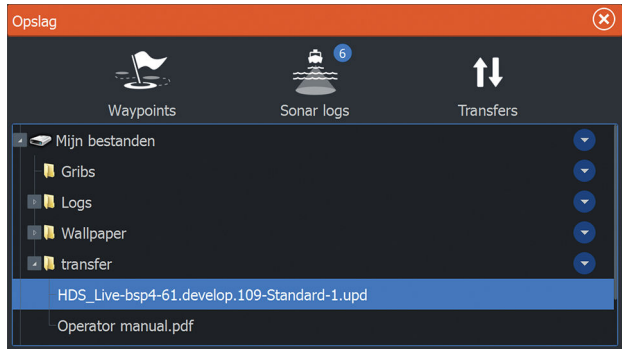 Opslag
6
Waypoints
Sonar logs
Transfers
Mijn bestanden
Gribs
Logs
Wallpaper
transfer
HDS_Live-bsp4-61.develop.109-Standard-1.upd
Operator manual.pdf